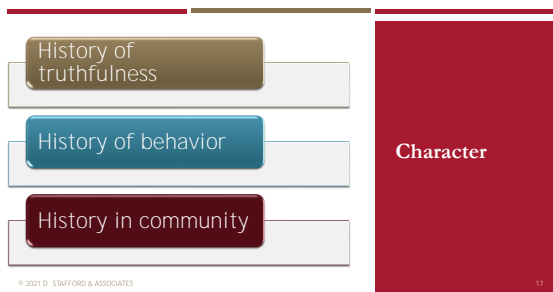 History of
truthfulness
History of behavior
History in community
Character
© 2021 D. STAFFORD & ASSOCIATES
17